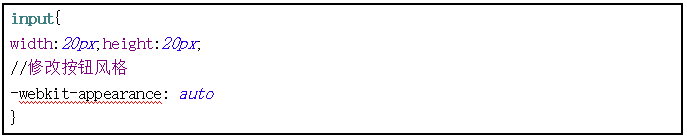 input{
width:20px;height:20px;
//修改按钮风格
-webkit-appearance: auto
}